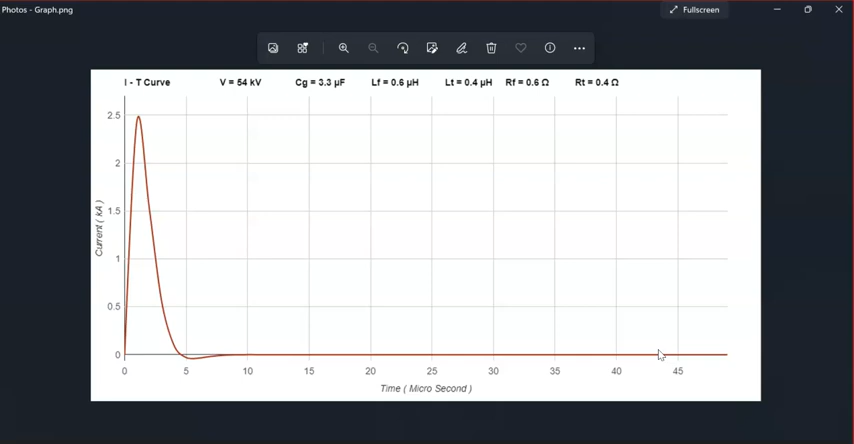 Photos - Graph.png
Fullscreen
I - T Curve V = 54 kV Cg = 3.3 μF Lf = 0.6 μH Lt = 0.4 μH Rf = 0.6 Ω Rt = 0.4 Ω
2.5
2
1.5
1
0.5
0
Current ( kA )
0 5 10 15 20 25 30 35 40 45
Time ( Micro Second )